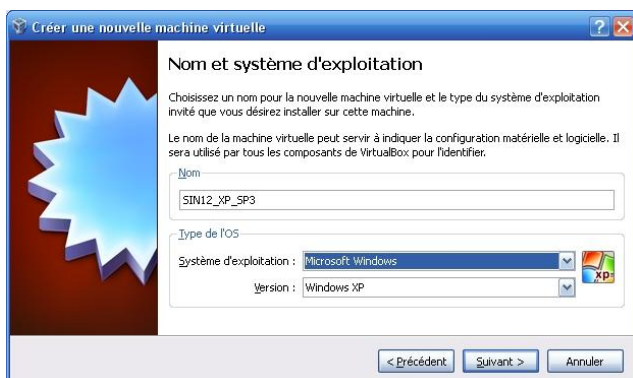 Créer une nouvelle machine virtuelle
Nom et système d'exploitation
Choisissez un nom pour la nouvelle machine virtuelle et le type du système d'exploitation
invité que vous désirez installer sur cette machine.
Le nom de la machine virtuelle peut servir à indiquer la configuration matérielle et logicielle. Il
sera utilisé par tous les composants de VirtualBox pour l'identifier.
Nom
SIN12_XP_SP3
Type de l'OS
Système d'exploitation : Microsoft Windows
xp
Version : Windows XP
< Précédent Suivant > Annuler